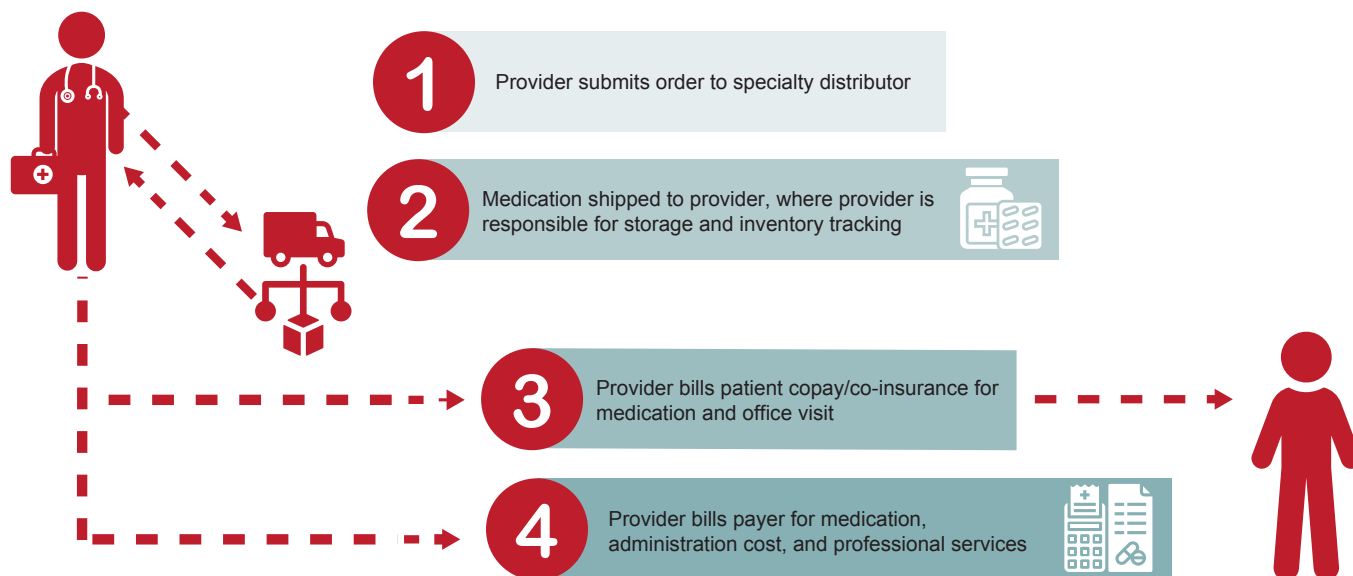 1
Provider submits order to specialty distributor
2
Medication shipped to provider, where provider is
responsible for storage and inventory tracking
3
Provider bills patient copay/co-insurance for
medication and office visit
4
Provider bills payer for medication,
administration cost, and professional services